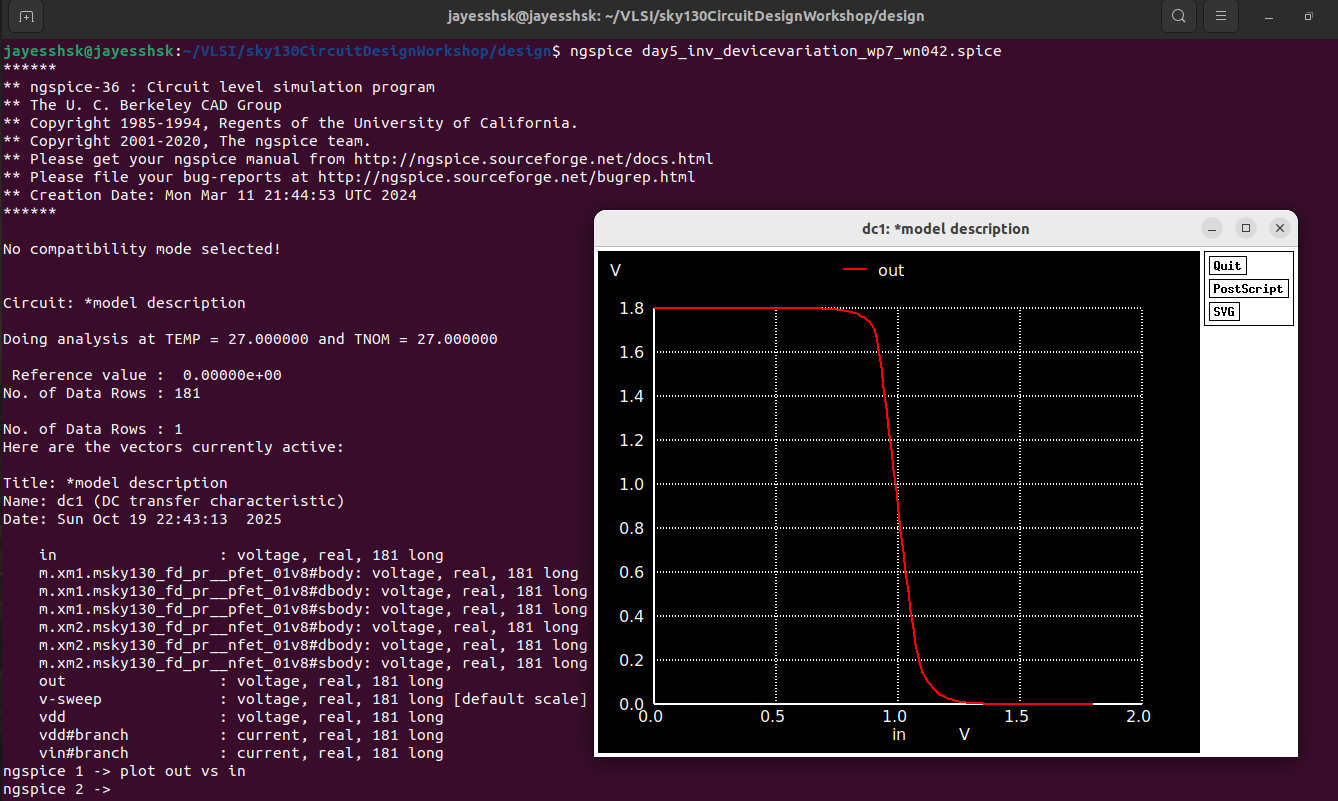 jayesshsk@jayesshsk: ~/VLSI/sky130CircuitDesignWorkshop/design
jayesshsk@jayesshsk:~/VLSI/sky130CircuitDesignWorkshop/design$ ngspice day5_inv_devicevariation_wp7_wn042.spice
******
** ngspice-36 : Circuit level simulation program
** The U. C. Berkeley CAD Group
** Copyright 1985-1994, Regents of the University of California.
** Copyright 2001-2020, The ngspice team.
** Please get your ngspice manual from http://ngspice.sourceforge.net/docs.html
** Please file your bug-reports at http://ngspice.sourceforge.net/bugrep.html
** Creation Date: Mon Mar 11 21:44:53 UTC 2024
******
No compatibility mode selected!
Circuit: *model description
Doing analysis at TEMP = 27.000000 and TNOM = 27.000000
Reference value :  0.00000e+00
No. of Data Rows : 181
No. of Data Rows : 1
Here are the vectors currently active:
Title: *model description
Name: dc1 (DC transfer characteristic)
Date: Sun Oct 19 22:43:13  2025
in                  : voltage, real, 181 long
m.xm1.msky130_fd_pr__pfet_01v8#body: voltage, real, 181 long
m.xm1.msky130_fd_pr__pfet_01v8#dbody: voltage, real, 181 long
m.xm1.msky130_fd_pr__pfet_01v8#sbody: voltage, real, 181 long
m.xm2.msky130_fd_pr__nfet_01v8#body: voltage, real, 181 long
m.xm2.msky130_fd_pr__nfet_01v8#dbody: voltage, real, 181 long
m.xm2.msky130_fd_pr__nfet_01v8#sbody: voltage, real, 181 long
out                 : voltage, real, 181 long
v-sweep             : voltage, real, 181 long [default scale]
vdd                 : voltage, real, 181 long
vdd#branch          : current, real, 181 long
vin#branch          : current, real, 181 long
ngspice 1 -> plot out vs in
ngspice 2 ->
dc1: *model description
Quit
PostScript
SVG
V
out
1.8
1.6
1.4
1.2
1.0
0.8
0.6
0.4
0.2
0.0
0.0 0.5 1.0 1.5 2.0
in V